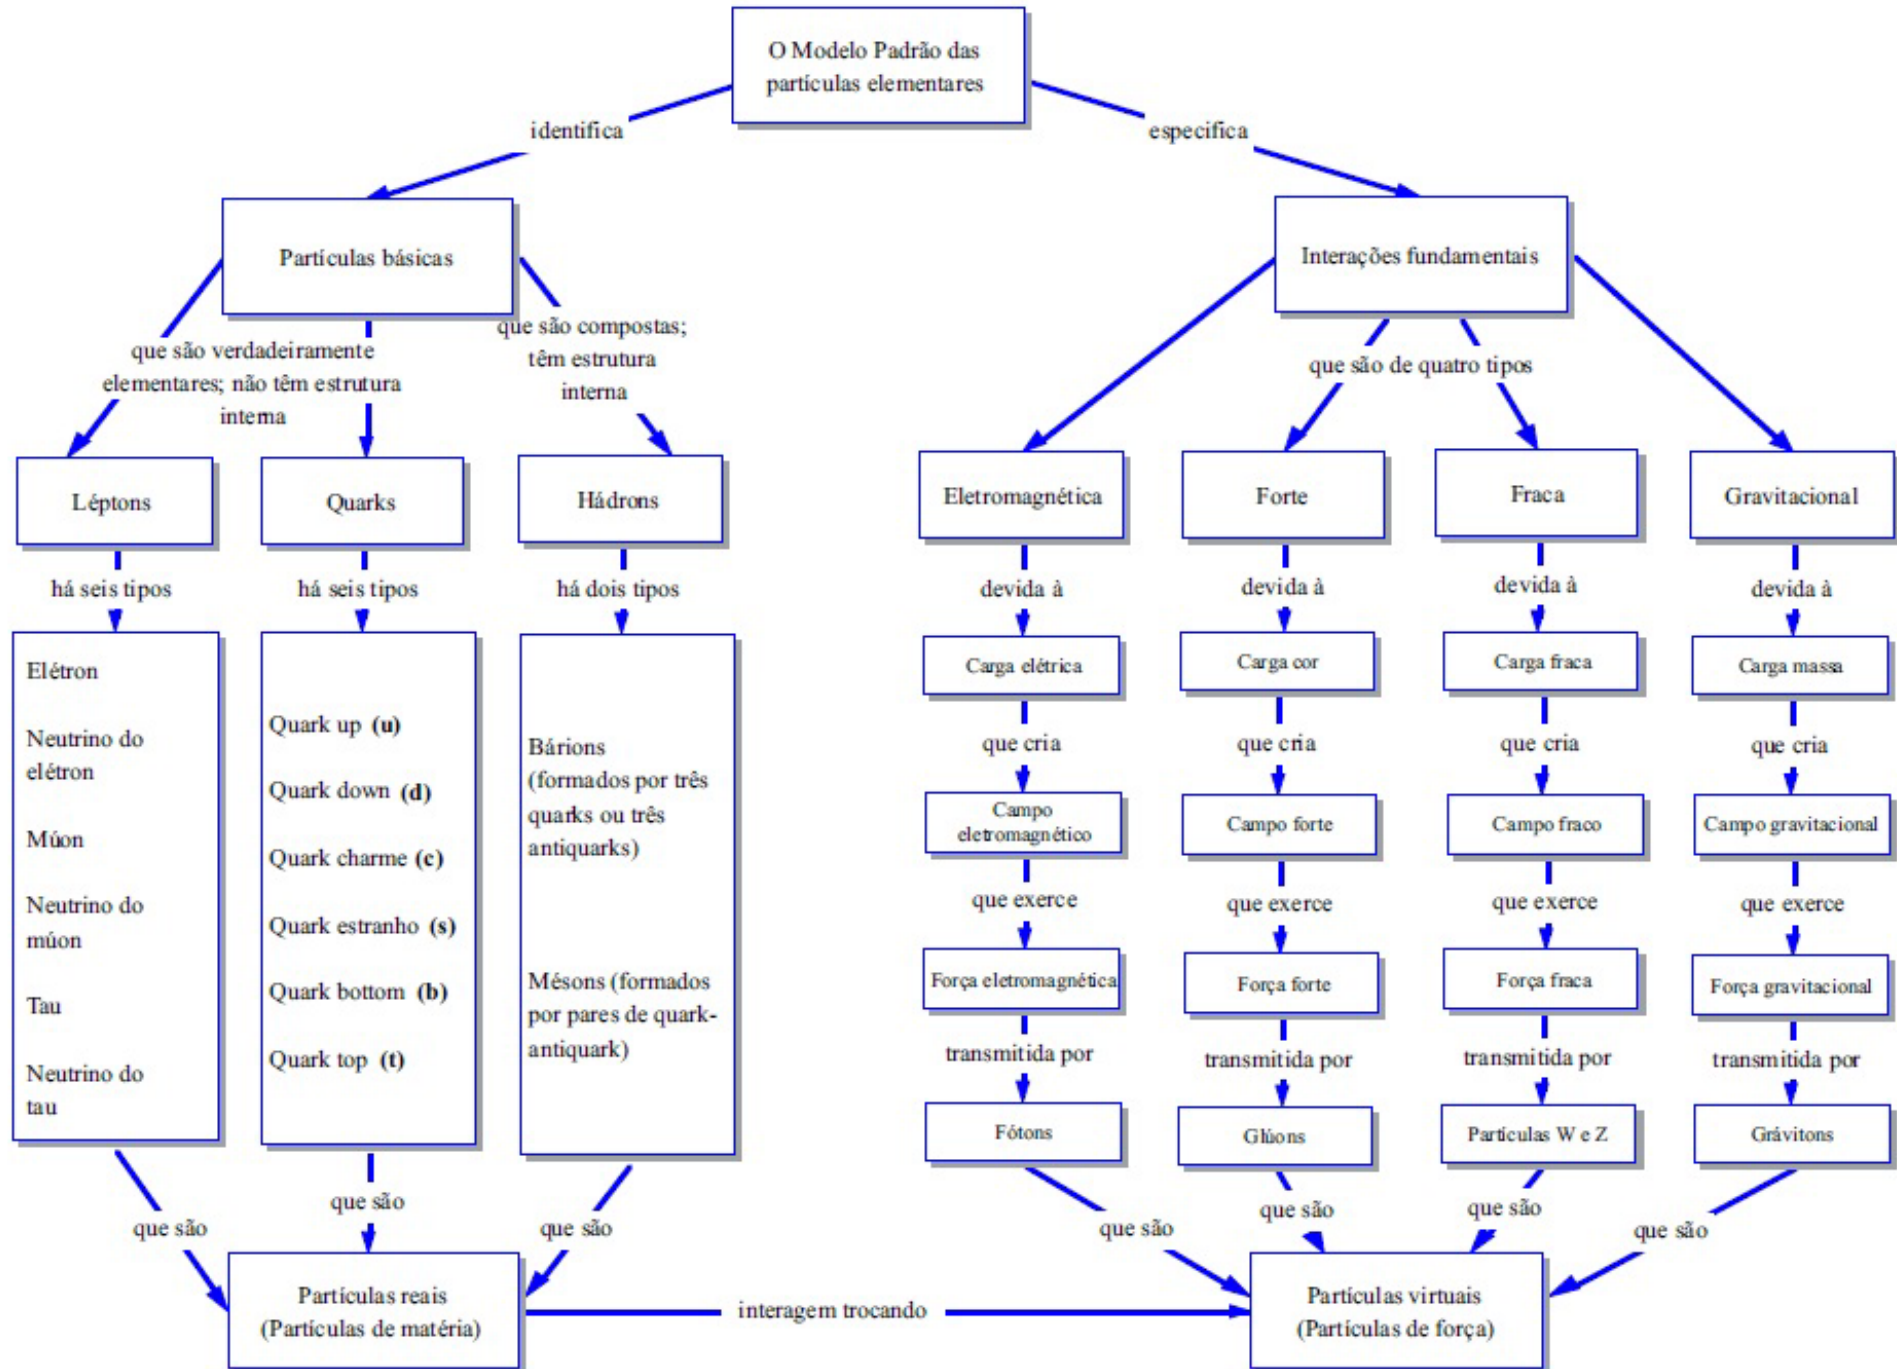 O Modelo Padrão das
partículas elementares
identifica
especifica
Partículas básicas
Interações fundamentais
que são verdadeiramente
elementares; não têm estrutura
interna
que são compostas;
têm estrutura
interna
que são de quatro tipos
Léptons
Quarks
Hádrons
Eletromagnética
Forte
Fraca
Gravitacional
há seis tipos
há seis tipos
há dois tipos
devida à
devida à
devida à
devida à
Elétron
Neutrino do
elétron
Múon
Neutrino do
múon
Tau
Neutrino do
tau
Quark up (u)
Quark down (d)
Quark charme (c)
Quark estranho (s)
Quark bottom (b)
Quark top (t)
Bárions
(formados por três
quarks ou três
antiquarks)
Mésons (formados
por pares de quark-
antiquark)
Carga elétrica
Carga cor
Carga fraca
Carga massa
que cria
que cria
que cria
que cria
Campo
eletromagnético
Campo forte
Campo fraco
Campo gravitacional
que exerce
que exerce
que exerce
que exerce
Força eletromagnética
Força forte
Força fraca
Força gravitacional
transmitida por
transmitida por
transmitida por
transmitida por
Fótons
Glúons
Partículas W e Z
Grávitons
que são
que são
que são
que são
que são
que são
que são
Partículas reais
(Partículas de matéria)
interagem trocando
Partículas virtuais
(Partículas de força)